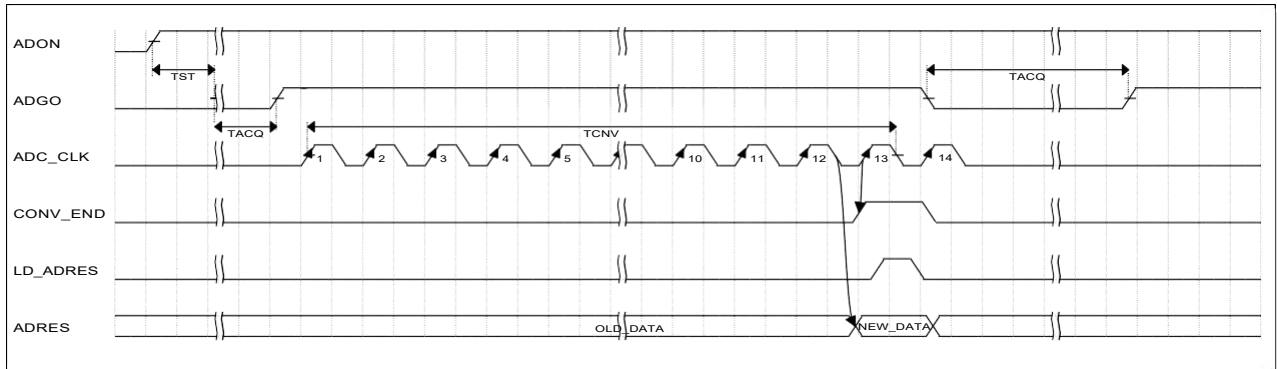 ADON
TST
TACQ
ADGO
TACQ
TCNV
ADC_CLK
1 2 3 4 5 10 11 12 13 14
CONV_END
LD_ADRES
ADRES
OLD_DATA
NEW_DATA